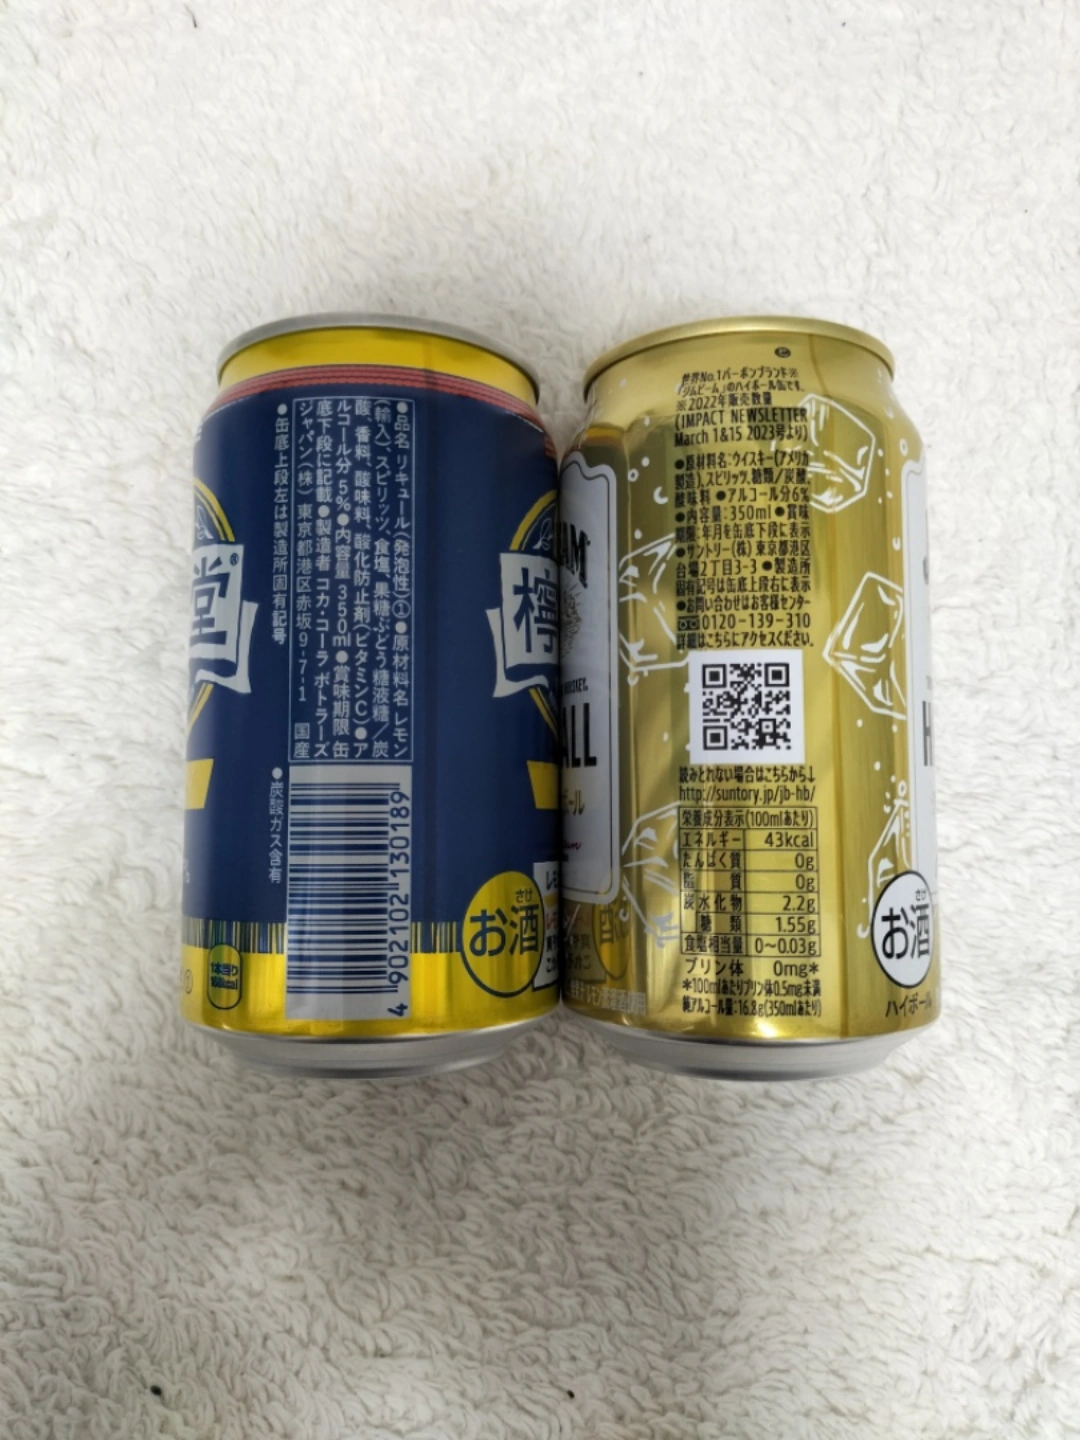 堂®
●品名 リキュール(発泡性)①●原材料名 レモン
(輸入)、スピリッツ、食塩、果糖ぶどう糖液糖/炭
酸、香料、酸味料、酸化防止剤(ビタミンC)●ア
ルコール分 5%●内容量 350ml●賞味期限 缶
底下段に記載●製造者 コカ・コーラ ボトラーズ
ジャパン(株) 東京都港区赤坂9-7-1 国産
●缶底上段左は製造所固有記号
●炭酸ガス含有
4 902102 130189
1本当り
檸
さけ
お酒
世界No.1バーボンブランド※
「ジムビーム」のハイボール缶です。
※2022年販売数量
(IMPACT NEWSLETTER
March 1&15 2023号より)
●原材料名:ウイスキー(アメリカ
製造)、スピリッツ、糖類/炭酸、
酸味料 ●アルコール分6%
●内容量:350ml ●賞味
期限:年月を缶底下段に表示
●サントリー(株) 東京都港区
台場2丁目3-3 ●製造所
固有記号は缶底上段右に表示
●お問い合わせはお客様センター
0120-139-310
詳細はこちらにアクセスください。
読みとれない場合はこちらから↓
http://suntory.jp/jb-hb/
栄養成分表示(100mlあたり)
エネルギー 43kcal
たんぱく質 0g
脂質 0g
炭水化物 2.2g
糖類 1.55g
食塩相当量 0〜0.03g
プリン体 0mg*
*100mlあたりプリン体0.5mg未満
純アルコール量:16.8g(350mlあたり)
さけ
お酒
ハイボール